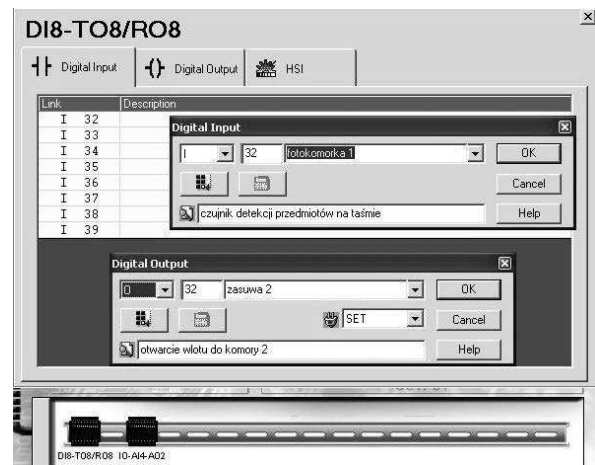 DI8-TO8/RO8
Digital Input Digital Output HSI
Link Description
I 32
I 33
I 34
I 35
I 36
I 37
I 38
I 39
Digital Input
I 32 fotokomorka 1 OK
Cancel
czujnik detekcji przedmiotów na taśmie Help
Digital Output
O 32 zasuwa 2 OK
SET Cancel
otwarcie wlotu do komory 2 Help
DI8-TO8/RO8 IO-AI4-AO2